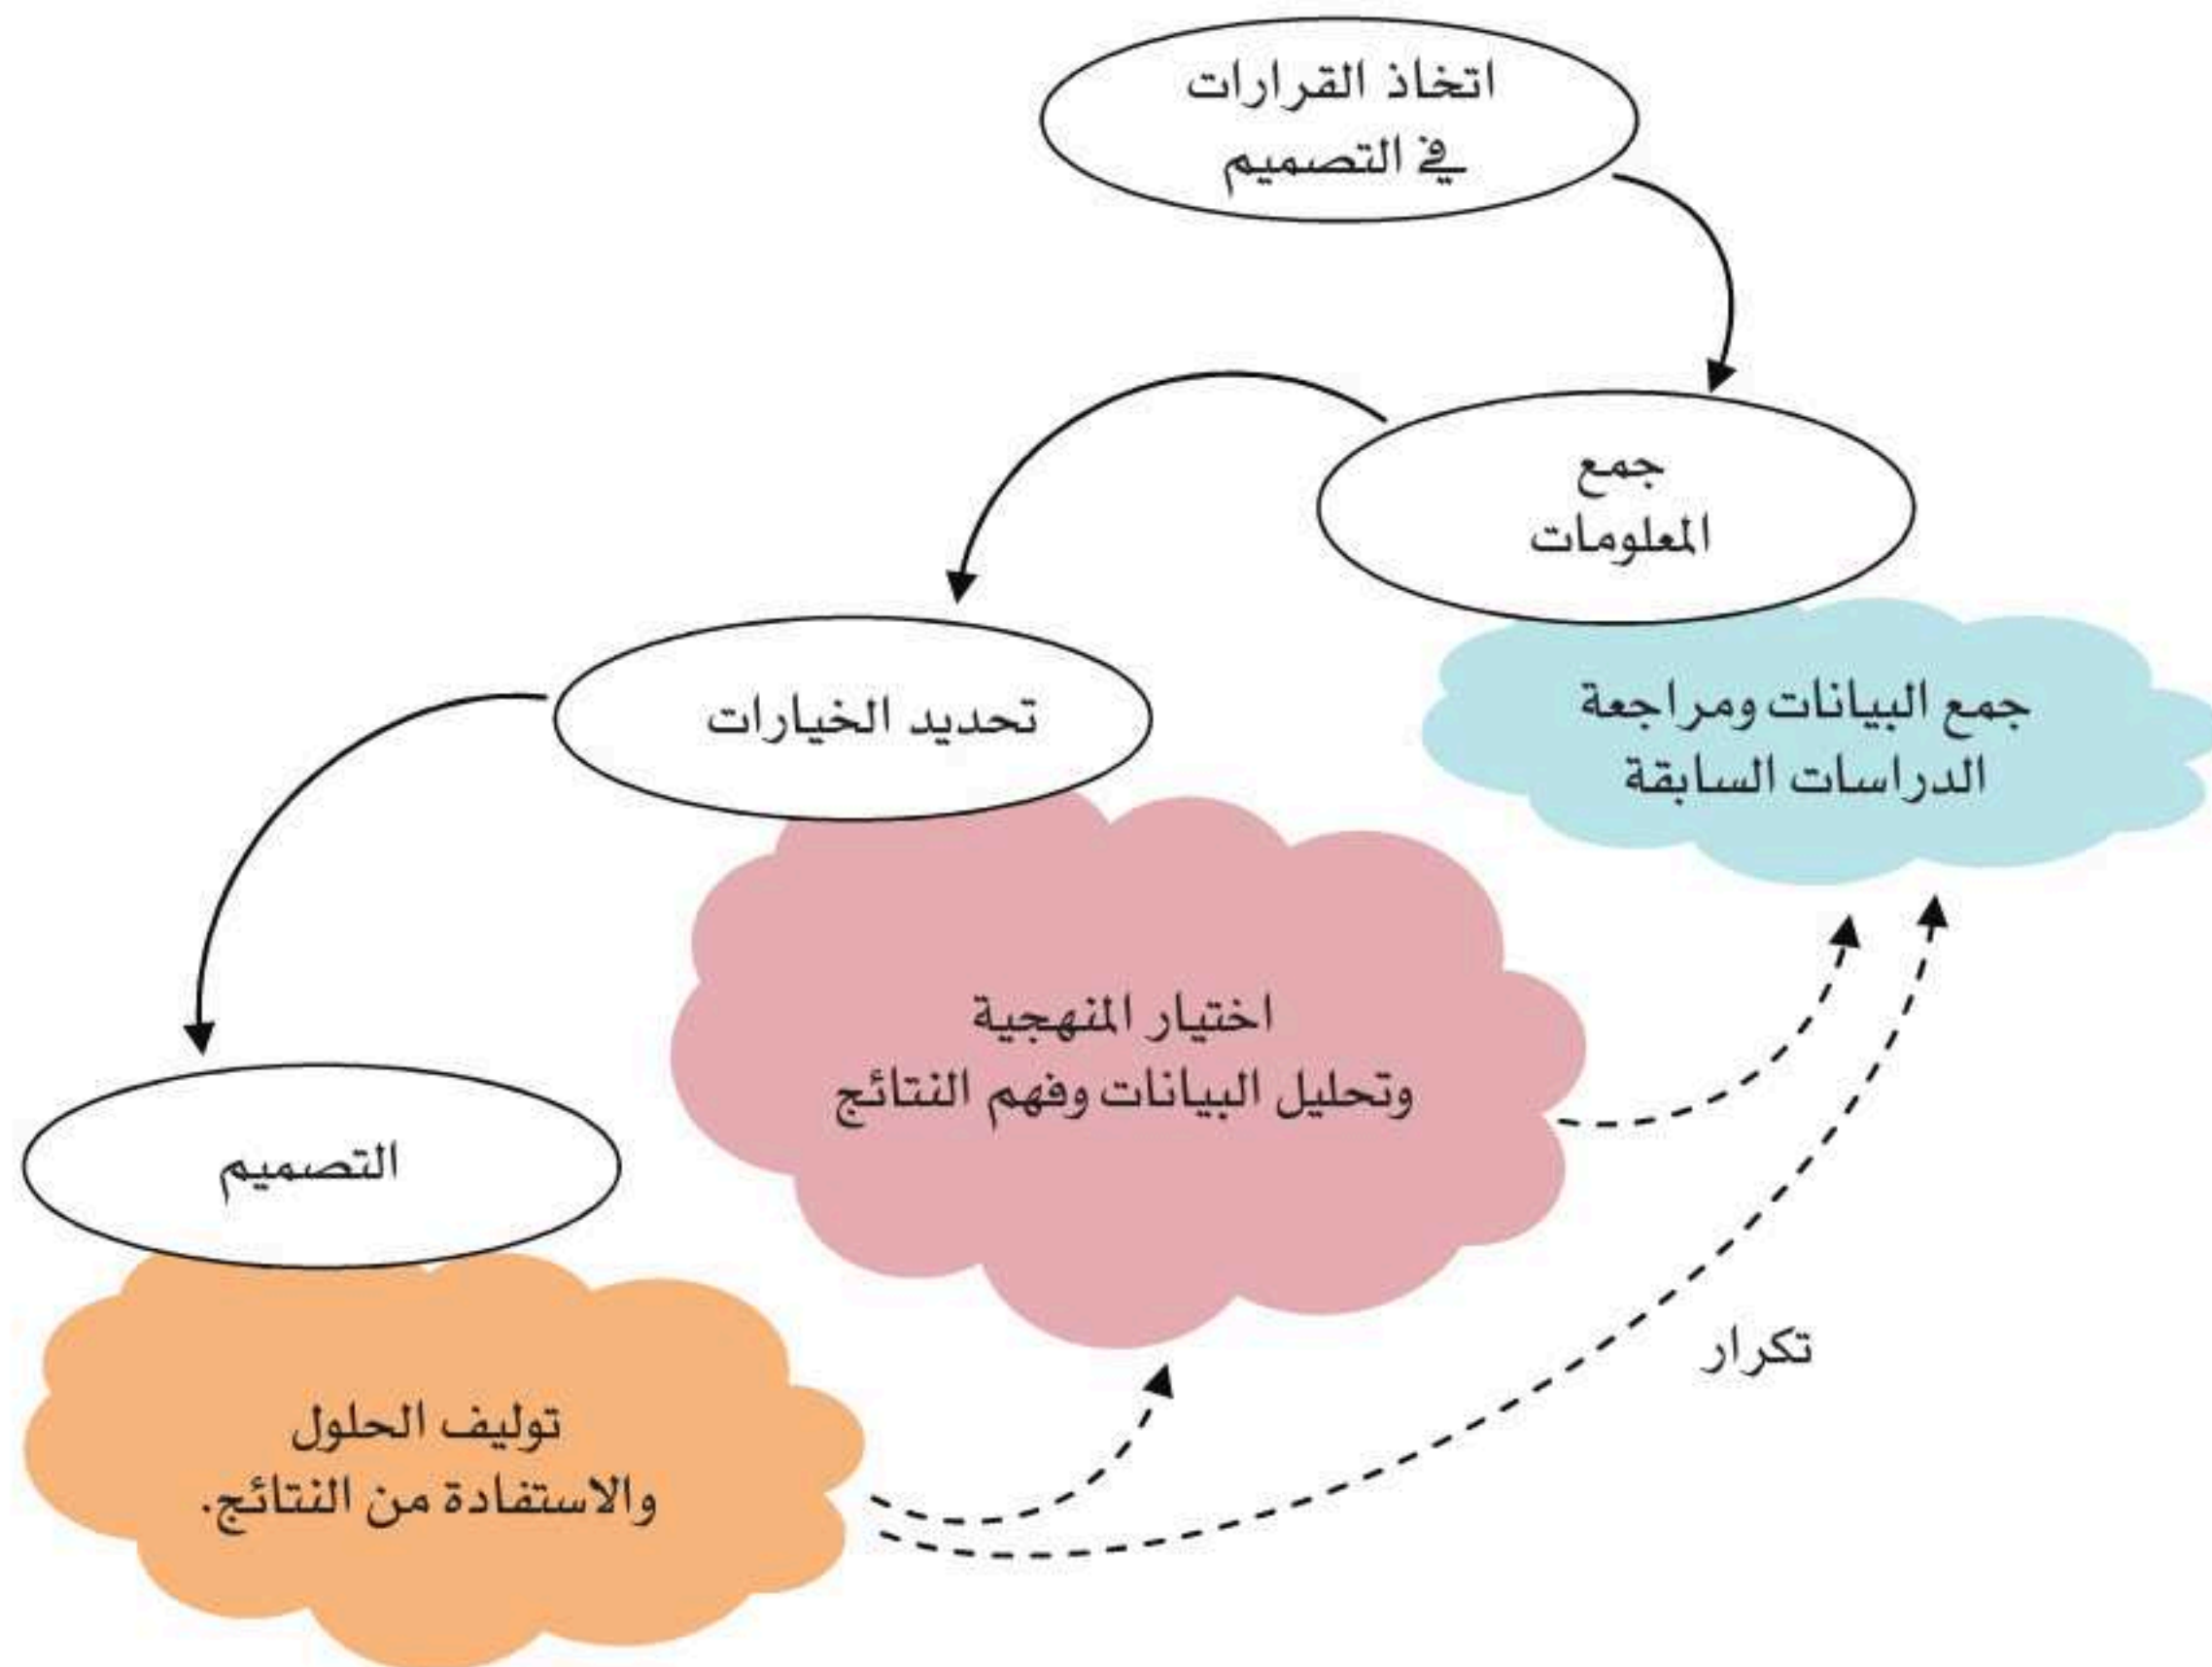 اتخاذ القرارات
في التصميم
جمع
المعلومات
جمع البيانات ومراجعة
الدراسات السابقة
تحديد الخيارات
اختيار المنهجية
وتحليل البيانات وفهم النتائج
التصميم
توليف الحلول
والاستفادة من النتائج.
تكرار